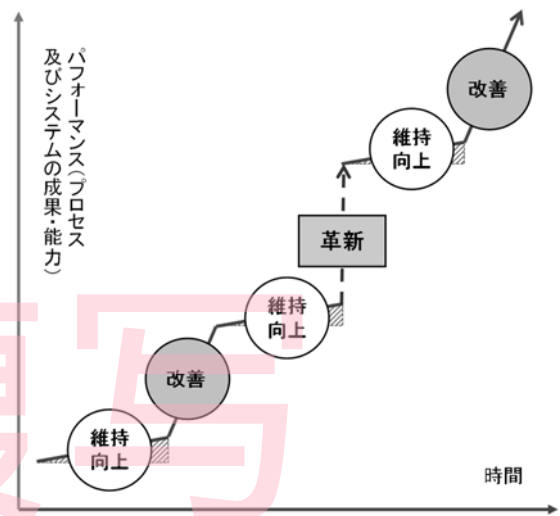 パフォーマンス(プロセス
及びシステムの成果・能力)
改善
維持
向上
革新
維持
向上
改善
維持
向上
時間
複写